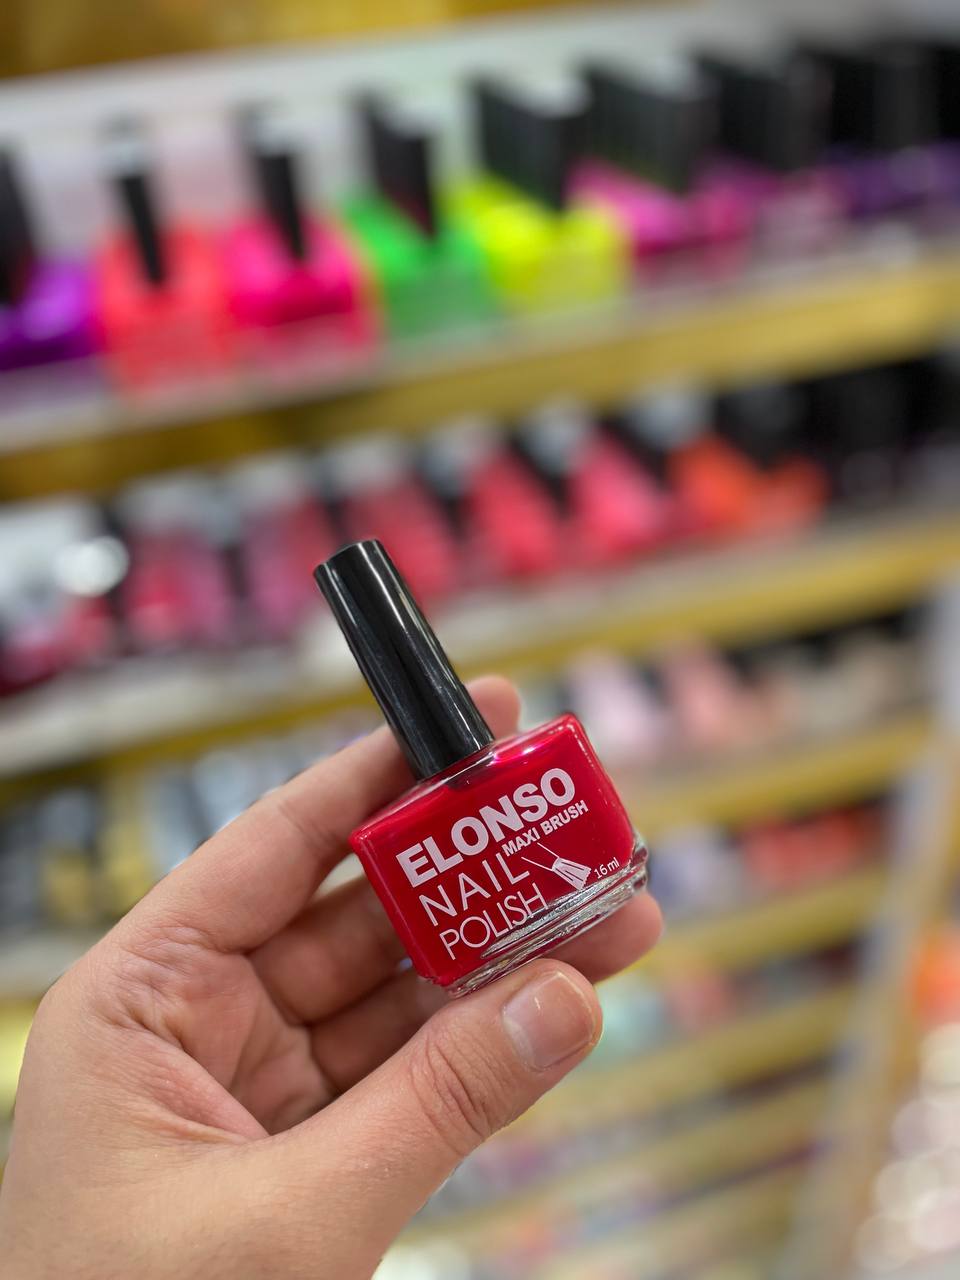 ELONSO
MAXI BRUSH
NAIL
POLISH
16 ml